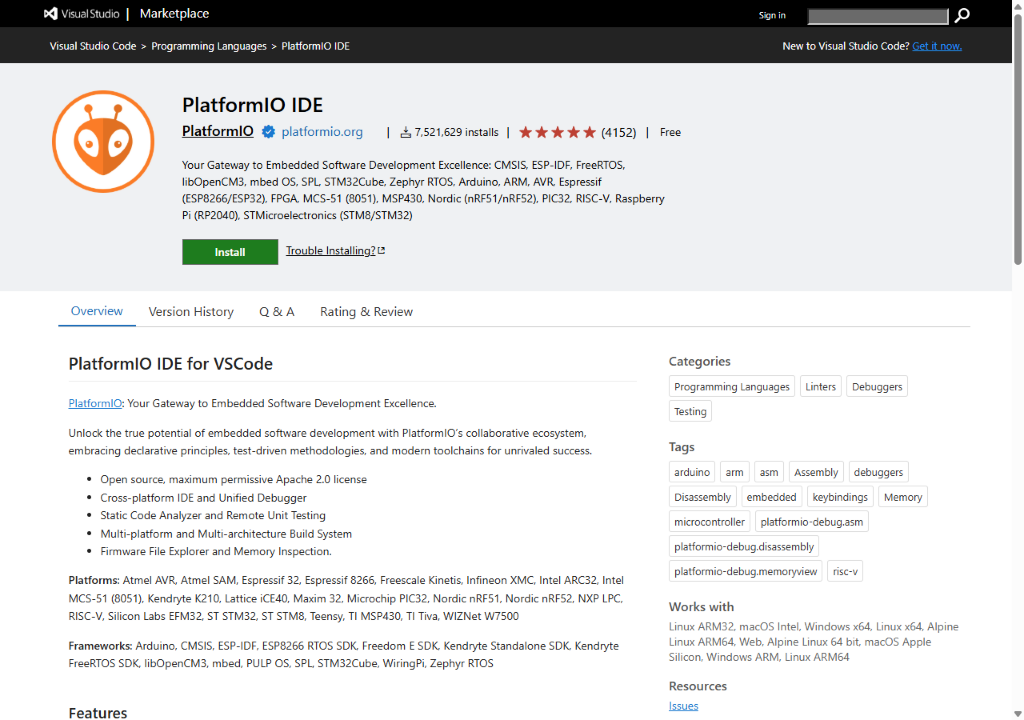 Visual Studio | Marketplace
Sign in
Visual Studio Code > Programming Languages > PlatformIO IDE
New to Visual Studio Code? Get it now.
PlatformIO IDE
PlatformIO platformio.org | 7,521,629 installs | (4152) | Free
Your Gateway to Embedded Software Development Excellence: CMSIS, ESP-IDF, FreeRTOS,
libOpenCM3, mbed OS, SPL, STM32Cube, Zephyr RTOS, Arduino, ARM, AVR, Espressif
(ESP8266/ESP32), FPGA, MCS-51 (8051), MSP430, Nordic (nRF51/nRF52), PIC32, RISC-V, Raspberry
Pi (RP2040), STMicroelectronics (STM8/STM32)
Install
Trouble Installing?
Overview
Version History
Q & A
Rating & Review
PlatformIO IDE for VSCode
PlatformIO: Your Gateway to Embedded Software Development Excellence.
Unlock the true potential of embedded software development with PlatformIO's collaborative ecosystem,
embracing declarative principles, test-driven methodologies, and modern toolchains for unrivaled success.
• Open source, maximum permissive Apache 2.0 license
• Cross-platform IDE and Unified Debugger
• Static Code Analyzer and Remote Unit Testing
• Multi-platform and Multi-architecture Build System
• Firmware File Explorer and Memory Inspection.
Platforms: Atmel AVR, Atmel SAM, Espressif 32, Espressif 8266, Freescale Kinetis, Infineon XMC, Intel ARC32, Intel
MCS-51 (8051), Kendryte K210, Lattice iCE40, Maxim 32, Microchip PIC32, Nordic nRF51, Nordic nRF52, NXP LPC,
RISC-V, Silicon Labs EFM32, ST STM32, ST STM8, Teensy, TI MSP430, TI Tiva, WIZNet W7500
Frameworks: Arduino, CMSIS, ESP-IDF, ESP8266 RTOS SDK, Freedom E SDK, Kendryte Standalone SDK, Kendryte
FreeRTOS SDK, libOpenCM3, mbed, PULP OS, SPL, STM32Cube, WiringPi, Zephyr RTOS
Features
Categories
Programming Languages Linters Debuggers
Testing
Tags
arduino arm asm Assembly debuggers
Disassembly embedded keybindings Memory
microcontroller platformio-debug.asm
platformio-debug.disassembly
platformio-debug.memoryview risc-v
Works with
Linux ARM32, macOS Intel, Windows x64, Linux x64, Alpine
Linux ARM64, Web, Alpine Linux 64 bit, macOS Apple
Silicon, Windows ARM, Linux ARM64
Resources
Issues